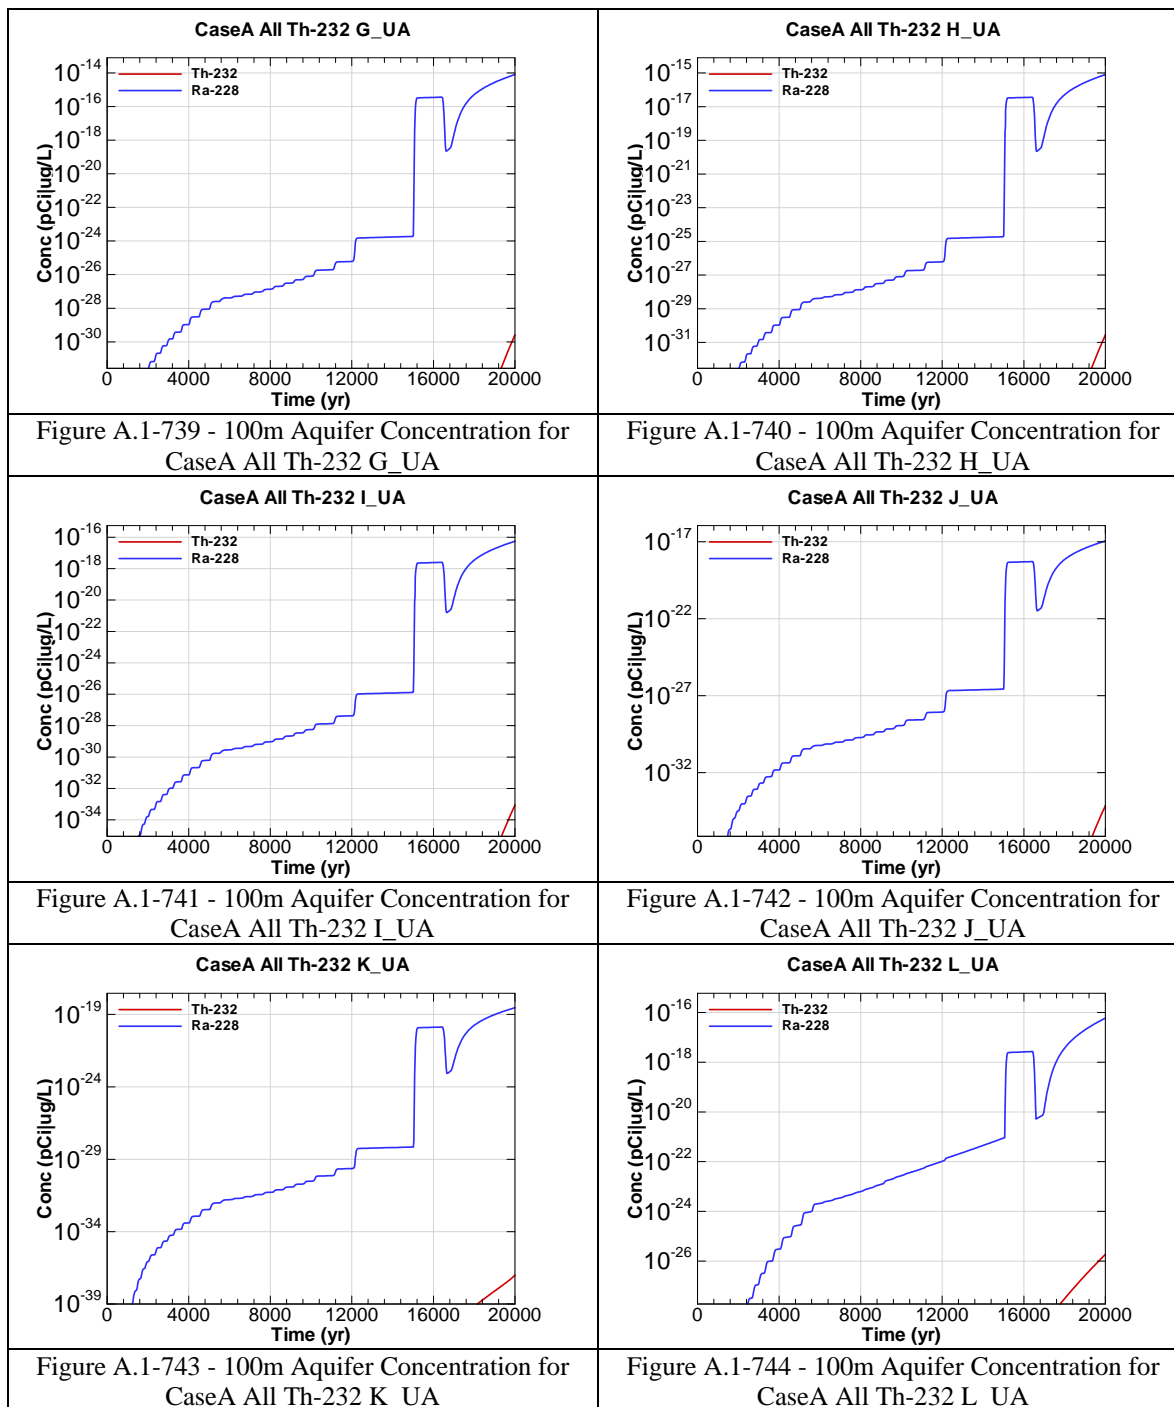 CaseA All Th-232 G_UA
Conc (pCi|ug/L)
10-14
10-16
10-18
10-20
10-22
10-24
10-26
10-28
10-30
Th-232
Ra-228
0 4000 8000 12000 16000 20000
Time (yr)
Figure A.1-739 - 100m Aquifer Concentration for
CaseA All Th-232 G_UA
CaseA All Th-232 H_UA
Conc (pCi|ug/L)
10-15
10-17
10-19
10-21
10-23
10-25
10-27
10-29
10-31
Th-232
Ra-228
0 4000 8000 12000 16000 20000
Time (yr)
Figure A.1-740 - 100m Aquifer Concentration for
CaseA All Th-232 H_UA
CaseA All Th-232 I_UA
Conc (pCi|ug/L)
10-16
10-18
10-20
10-22
10-24
10-26
10-28
10-30
10-32
10-34
Th-232
Ra-228
0 4000 8000 12000 16000 20000
Time (yr)
Figure A.1-741 - 100m Aquifer Concentration for
CaseA All Th-232 I_UA
CaseA All Th-232 J_UA
Conc (pCi|ug/L)
10-17
10-22
10-27
10-32
Th-232
Ra-228
0 4000 8000 12000 16000 20000
Time (yr)
Figure A.1-742 - 100m Aquifer Concentration for
CaseA All Th-232 J_UA
CaseA All Th-232 K_UA
Conc (pCi|ug/L)
10-19
10-24
10-29
10-34
10-39
Th-232
Ra-228
0 4000 8000 12000 16000 20000
Time (yr)
Figure A.1-743 - 100m Aquifer Concentration for
CaseA All Th-232 K_UA
CaseA All Th-232 L_UA
Conc (pCi|ug/L)
10-16
10-18
10-20
10-22
10-24
10-26
Th-232
Ra-228
0 4000 8000 12000 16000 20000
Time (yr)
Figure A.1-744 - 100m Aquifer Concentration for
CaseA All Th-232 L_UA